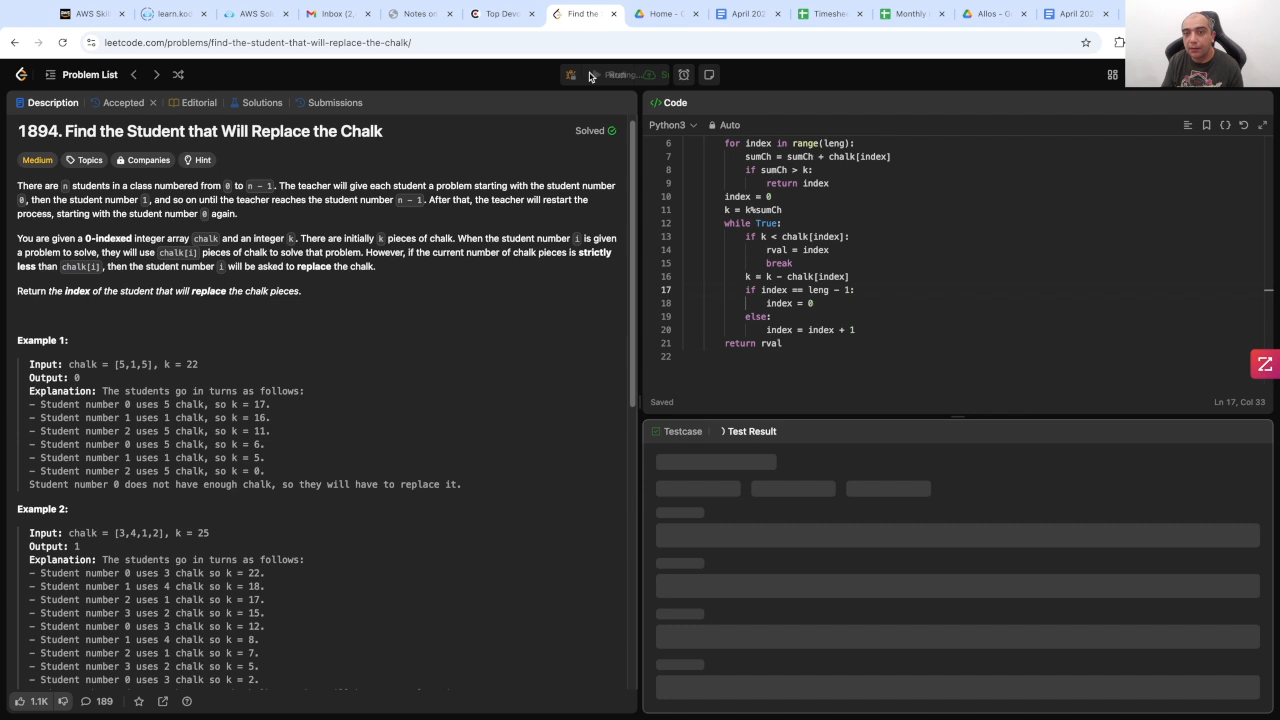 AWS Skil
learn.kod
AWS Sol
Inbox (2,
Notes on
Top Devo
Find the
Home - G
April 202
Timeshe
Monthly
Allos - Go
April 202
leetcode.com/problems/find-the-student-that-will-replace-the-chalk/
Problem List
Description
Accepted
Editorial
Solutions
Submissions
1894. Find the Student that Will Replace the Chalk
Solved
Medium
Topics
Companies
Hint
There are n students in a class numbered from 0 to n - 1. The teacher will give each student a problem starting with the student number
0, then the student number 1, and so on until the teacher reaches the student number n - 1. After that, the teacher will restart the
process, starting with the student number 0 again.
You are given a 0-indexed integer array chalk and an integer k. There are initially k pieces of chalk. When the student number i is given
a problem to solve, they will use chalk[i] pieces of chalk to solve that problem. However, if the current number of chalk pieces is strictly
less than chalk[i], then the student number i will be asked to replace the chalk.
Return the index of the student that will replace the chalk pieces.
Example 1:
Input: chalk = [5,1,5], k = 22
Output: 0
Explanation: The students go in turns as follows:
- Student number 0 uses 5 chalk, so k = 17.
- Student number 1 uses 1 chalk, so k = 16.
- Student number 2 uses 5 chalk, so k = 11.
- Student number 0 uses 5 chalk, so k = 6.
- Student number 1 uses 1 chalk, so k = 5.
- Student number 2 uses 5 chalk, so k = 0.
Student number 0 does not have enough chalk, so they will have to replace it.
Example 2:
Input: chalk = [3,4,1,2], k = 25
Output: 1
Explanation: The students go in turns as follows:
- Student number 0 uses 3 chalk so k = 22.
- Student number 1 uses 4 chalk so k = 18.
- Student number 2 uses 1 chalk so k = 17.
- Student number 3 uses 2 chalk so k = 15.
- Student number 0 uses 3 chalk so k = 12.
- Student number 1 uses 4 chalk so k = 8.
- Student number 2 uses 1 chalk so k = 7.
- Student number 3 uses 2 chalk so k = 5.
- Student number 0 uses 3 chalk so k = 2.
1.1K
189
Code
Python3
Auto
6 for index in range(leng):
7 sumCh = sumCh + chalk[index]
8 if sumCh > k:
9 return index
10 index = 0
11 k = k%sumCh
12 while True:
13 if k < chalk[index]:
14 rval = index
15 break
16 k = k - chalk[index]
17 if index == leng - 1:
18 index = 0
19 else:
20 index = index + 1
21 return rval
22
Saved
Ln 17, Col 33
Testcase
Test Result